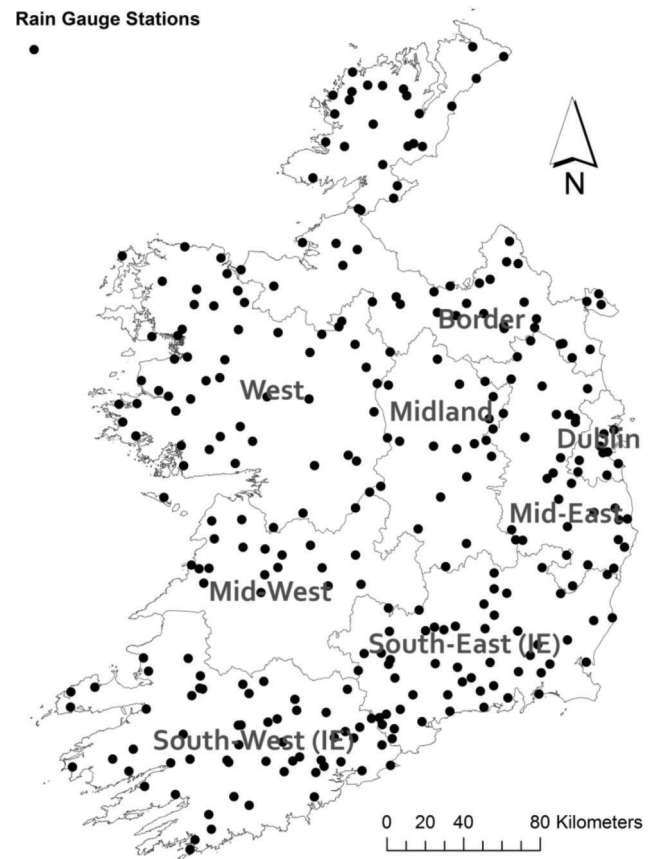 Rain Gauge Stations
N
Border
West
Midland
Dublin
Mid-East
Mid-West
South-East (IE)
South-West (IE)
0 20 40 80 Kilometers